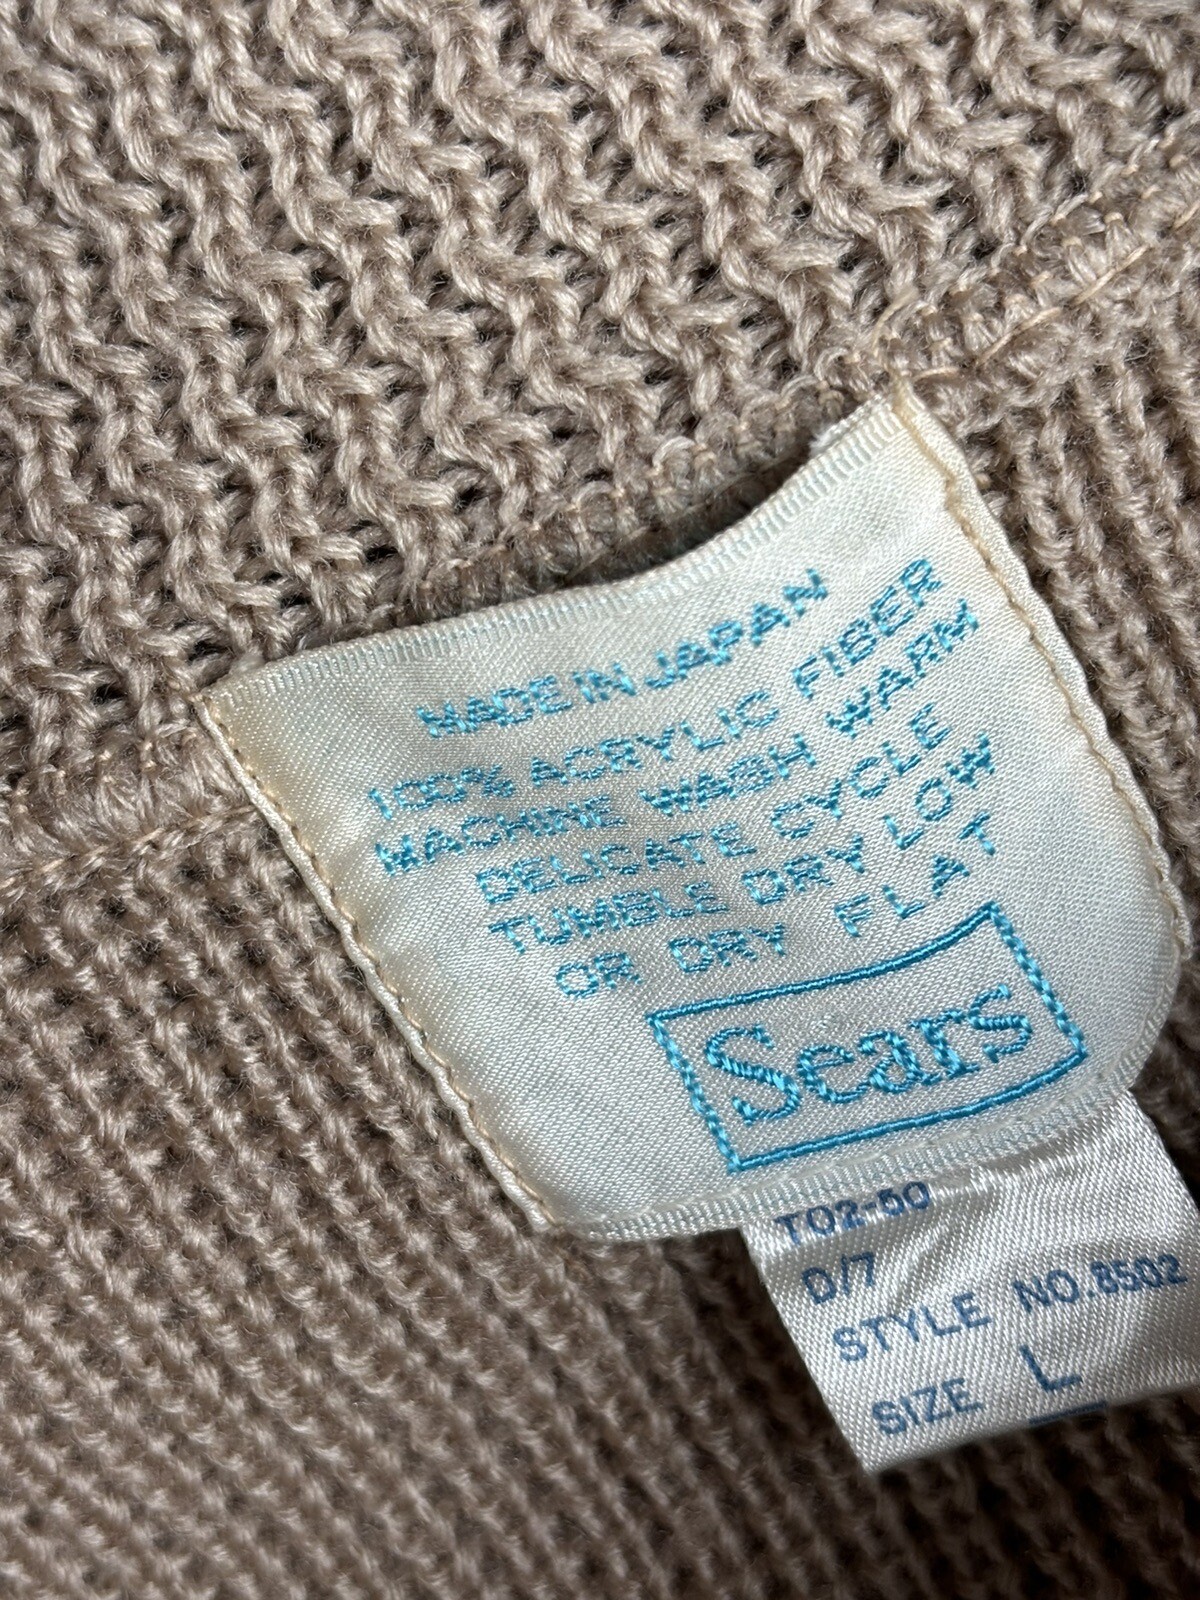 MADE IN JAPAN
100% ACRYLIC FIBER
MACHINE WASH WARM
DELICATE CYCLE
TUMBLE DRY LOW
OR DRY FLAT
Sears
T02-50
D/7
STYLE NO.8502
SIZE L